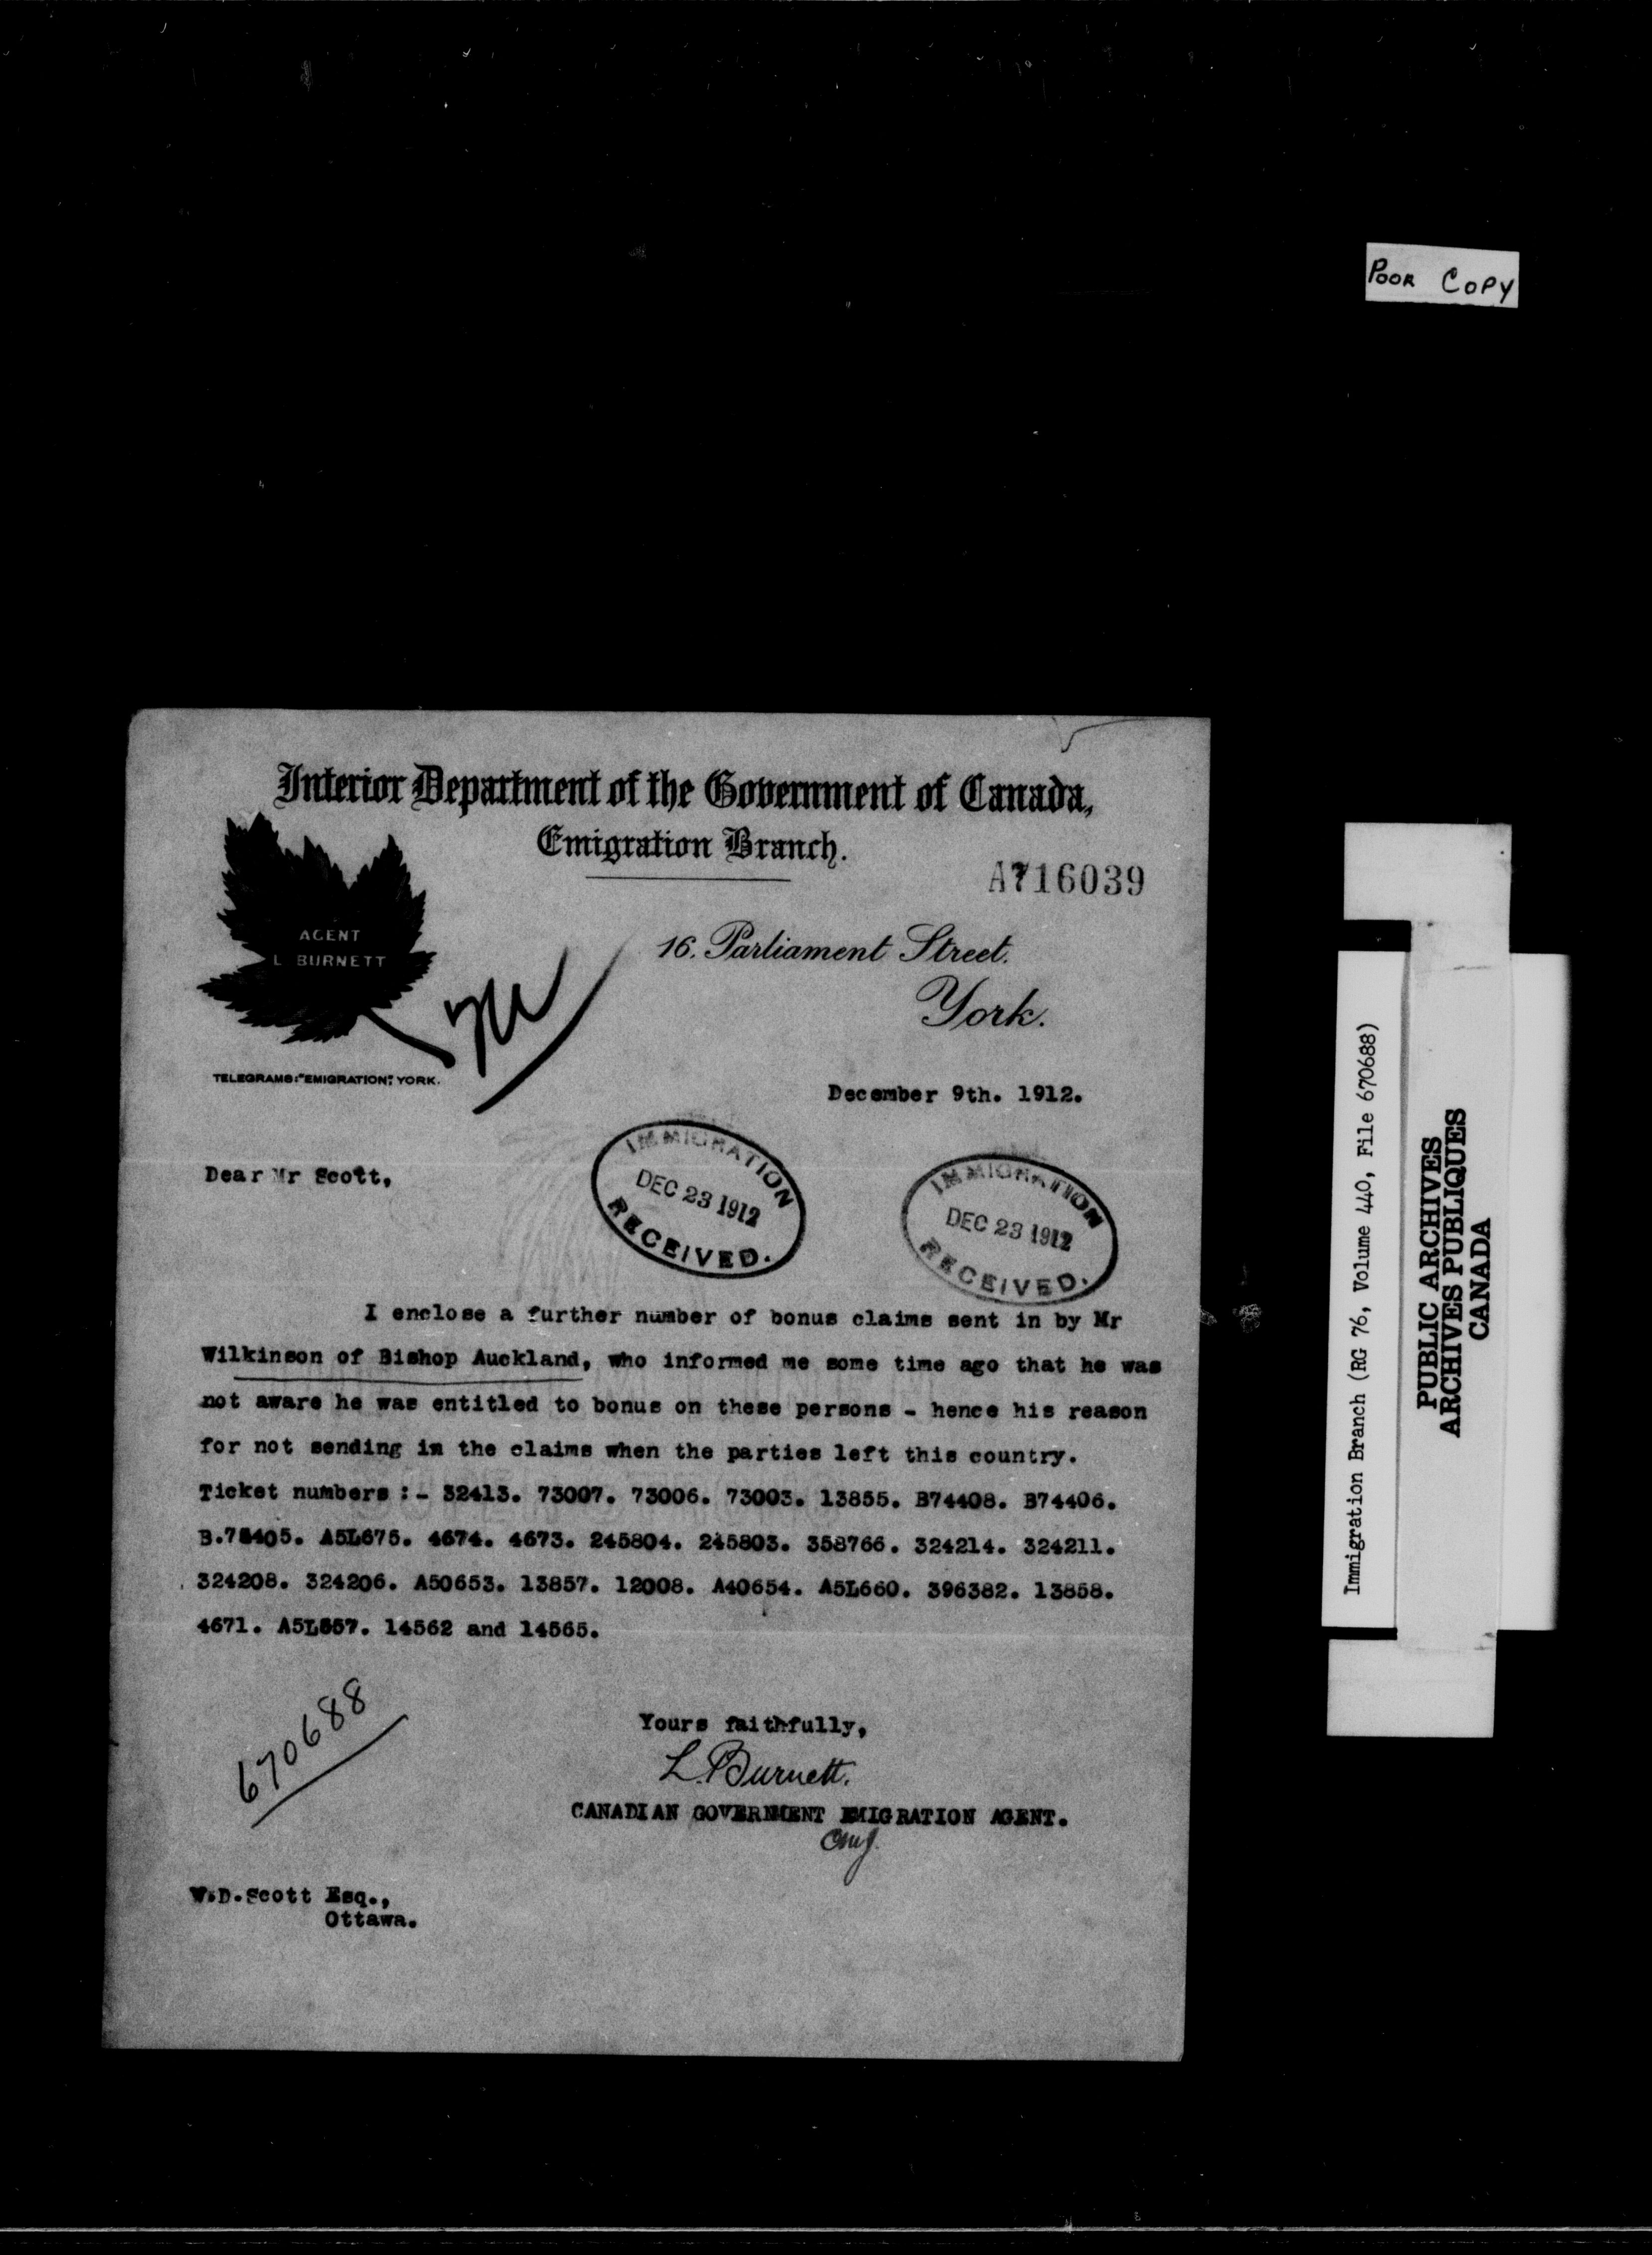 POOR COPY
Interior Department of the Government of Canada,
Emigration Branch.
A716039
AGENT
L BURNETT
16. Parliament Street.
York.
TELEGRAMS: "EMIGRATION", YORK.
December 9th. 1912.
IMMIGRATION
DEC 23 1912
RECEIVED.
IMMIGRATION
DEC 23 1912
RECEIVED.
Dear Mr Scott,
I enclose a further number of bonus claims sent in by Mr
Wilkinson of Bishop Auckland, who informed me some time ago that he was
not aware he was entitled to bonus on these persons - hence his reason
for not sending in the claims when the parties left this country.
Ticket numbers :- 32413. 73007. 73006. 73003. 13855. B74408. B74406.
A5L675. 4674. 4673. 245804. 245803. 358766. 324214. 324211.
324208. 324206. A50653. 13857. 12008. A40654. A5L660. 396382. 13858.
4671. 14562 and 14565.
670688
Yours faithfully,
L. Burnett.
CANADIAN GOVERNMENT EMIGRATION AGENT.
W.D.Scott Esq.,
Ottawa.
Immigration Branch (RG 76, Volume 440, File 670688)
PUBLIC ARCHIVES
ARCHIVES PUBLIQUES
CANADA